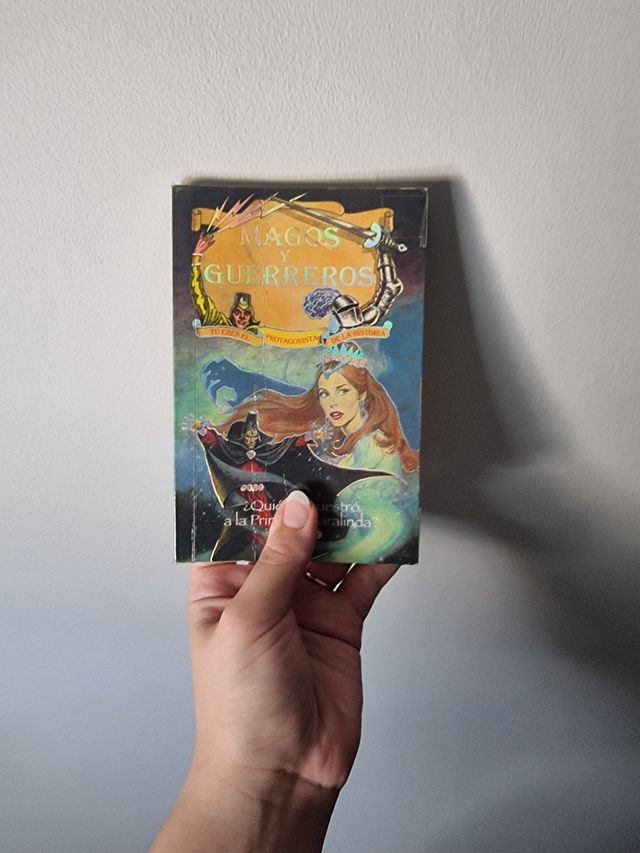 MAGOS
Y
GUERREROS
TÚ ERES EL PROTAGONISTA DE LA HISTORIA
a la